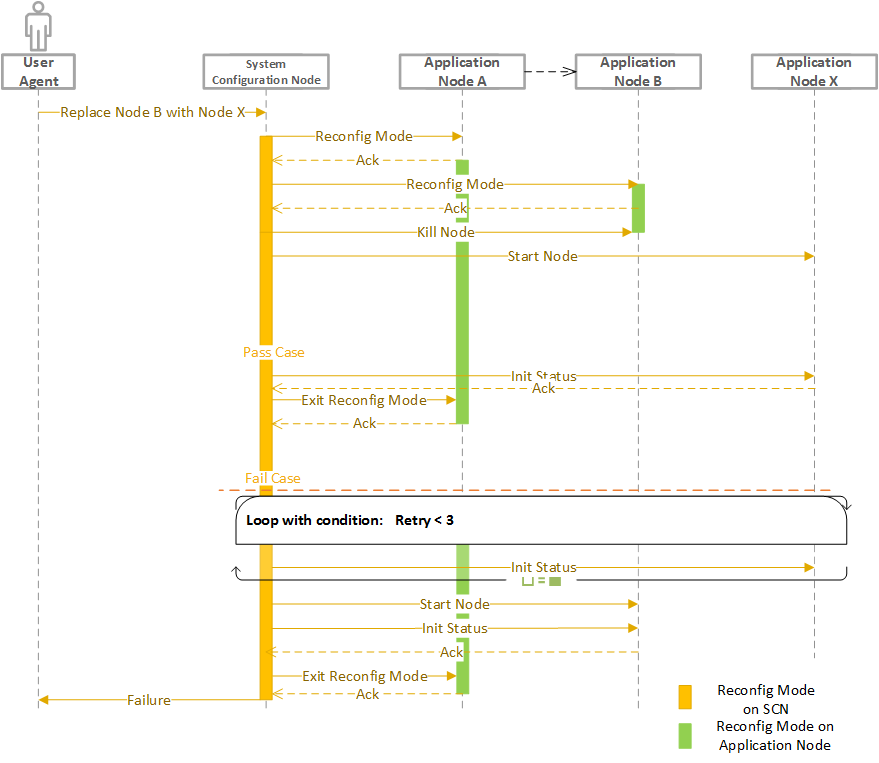 User
Agent
System
Configuration Node
Application
Node A
Application
Node B
Application
Node X
Replace Node B with Node X
Reconfig Mode
Ack
Reconfig Mode
Ack
Kill Node
Start Node
Pass Case
Init Status
Ack
Exit Reconfig Mode
Ack
Fail Case
Loop with condition: Retry < 3
Init Status
Start Node
Init Status
Ack
Exit Reconfig Mode
Ack
Failure
Reconfig Mode
on SCN
Reconfig Mode on
Application Node